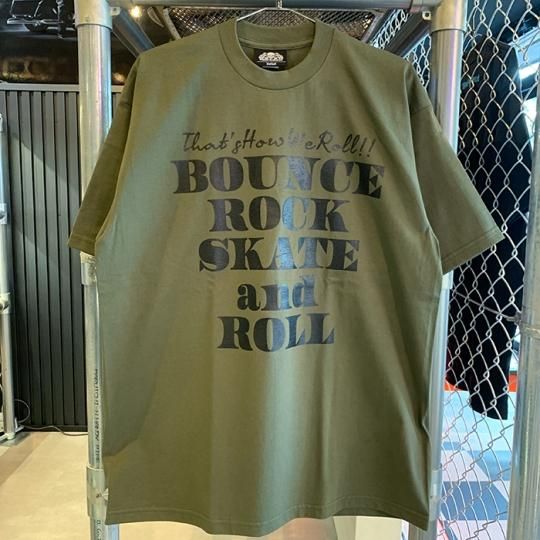 That'sHowWeRoll!!
BOUNCE
ROCK
SKATE
and
ROLL